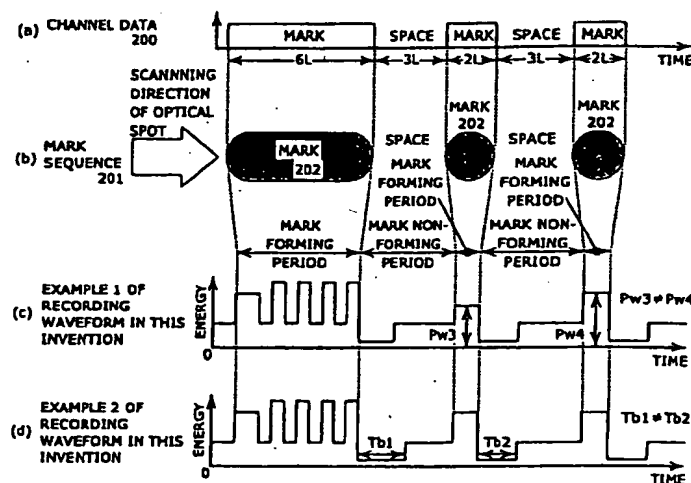 (a) CHANNEL DATA 200
MARK SPACE MARK SPACE MARK
6L 3L 2L 3L 2L TIME
SCANNNING DIRECTION OF OPTICAL SPOT
MARK 202 MARK 202
(b) MARK SEQUENCE 201
MARK 202 SPACE SPACE
MARK FORMING PERIOD MARK FORMING PERIOD
MARK FORMING PERIOD MARK NON-FORMING PERIOD MARK NON-FORMING PERIOD
(c) EXAMPLE 1 OF RECORDING WAVEFORM IN THIS INVENTION
ENERGY
Pw3 Pw4 Pw3≠Pw4
0 TIME
(d) EXAMPLE 2 OF RECORDING WAVEFORM IN THIS INVENTION
ENERGY
Tb1 Tb2 Tb1≠Tb2
0 TIME